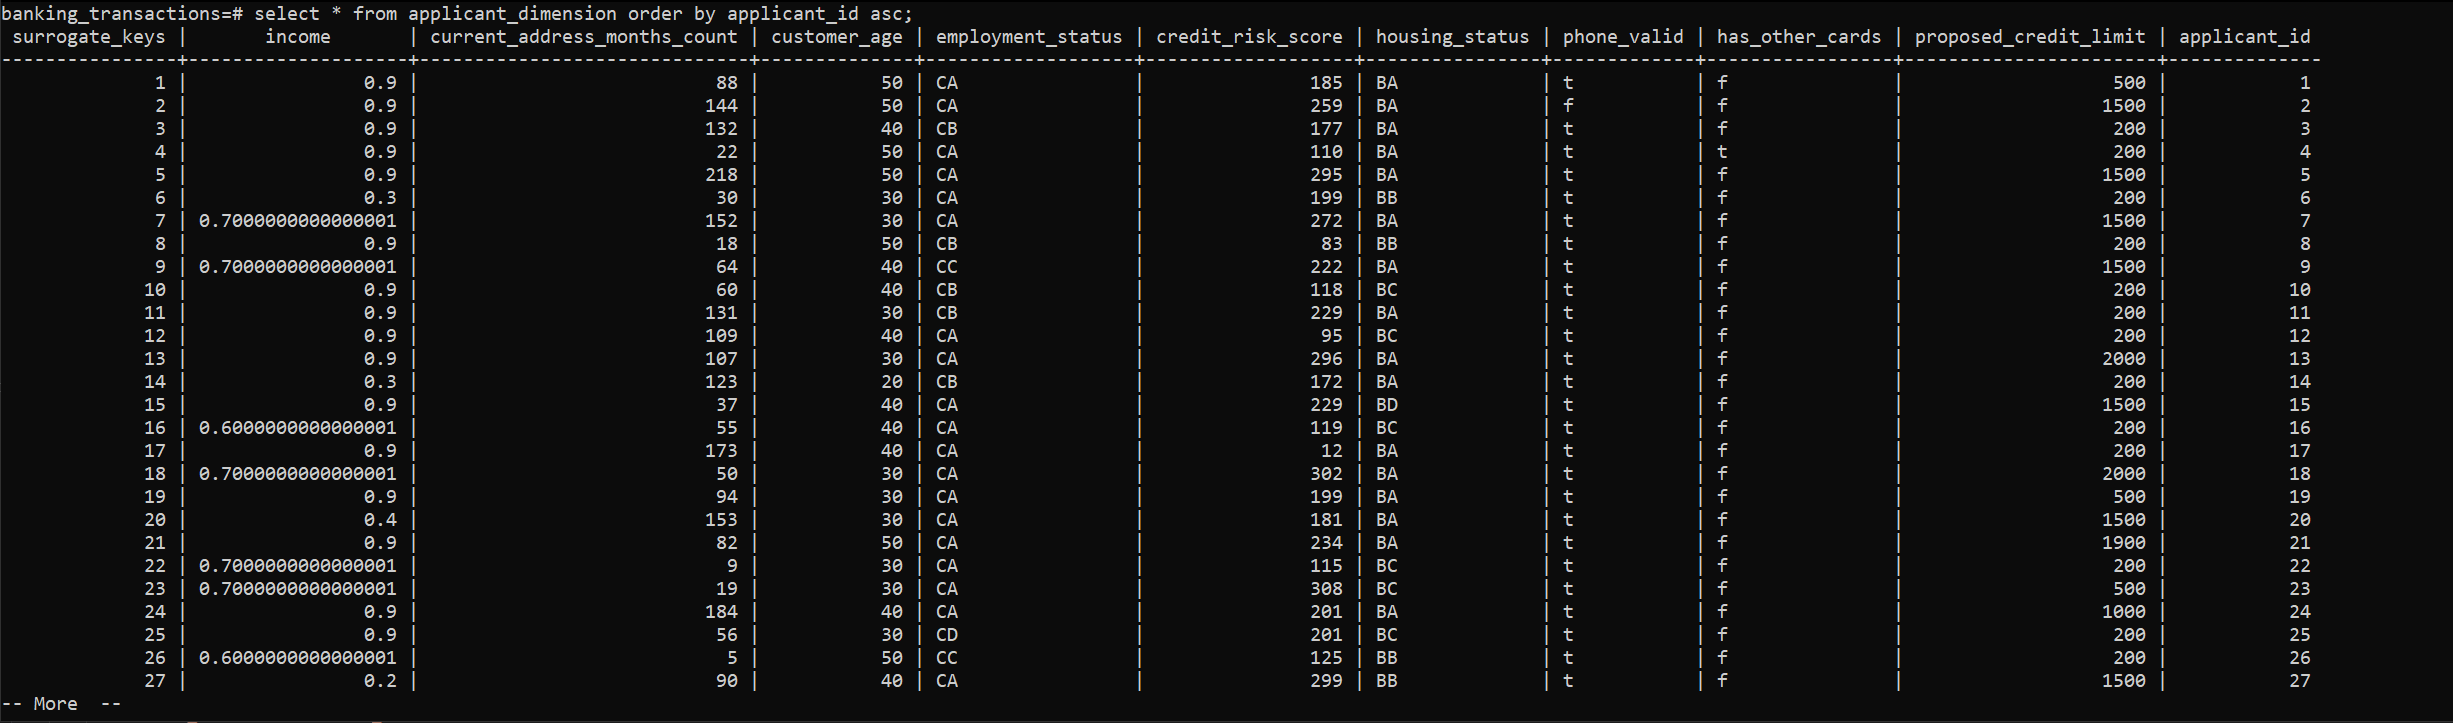 banking_transactions=# select * from applicant_dimension order by applicant_id asc;
 surrogate_keys |       income       | current_address_months_count | customer_age | employment_status | credit_risk_score | housing_status | phone_valid | has_other_cards | proposed_credit_limit | applicant_id
----------------+--------------------+------------------------------+--------------+-------------------+-------------------+----------------+-------------+-----------------+-----------------------+--------------
              1 |                0.9 |                           88 |           50 | CA                |               185 | BA             | t           | f               |                   500 |            1
              2 |                0.9 |                          144 |           50 | CA                |               259 | BA             | f           | f               |                  1500 |            2
              3 |                0.9 |                          132 |           40 | CB                |               177 | BA             | t           | f               |                   200 |            3
              4 |                0.9 |                           22 |           50 | CA                |               110 | BA             | t           | t               |                   200 |            4
              5 |                0.9 |                          218 |           50 | CA                |               295 | BA             | t           | f               |                  1500 |            5
              6 |                0.3 |                           30 |           30 | CA                |               199 | BB             | t           | f               |                   200 |            6
              7 | 0.7000000000000001 |                          152 |           30 | CA                |               272 | BA             | t           | f               |                  1500 |            7
              8 |                0.9 |                           18 |           50 | CB                |                83 | BB             | t           | f               |                   200 |            8
              9 | 0.7000000000000001 |                           64 |           40 | CC                |               222 | BA             | t           | f               |                  1500 |            9
             10 |                0.9 |                           60 |           40 | CB                |               118 | BC             | t           | f               |                   200 |           10
             11 |                0.9 |                          131 |           30 | CB                |               229 | BA             | t           | f               |                   200 |           11
             12 |                0.9 |                          109 |           40 | CA                |                95 | BC             | t           | f               |                   200 |           12
             13 |                0.9 |                          107 |           30 | CA                |               296 | BA             | t           | f               |                  2000 |           13
             14 |                0.3 |                          123 |           20 | CB                |               172 | BA             | t           | f               |                   200 |           14
             15 |                0.9 |                           37 |           40 | CA                |               229 | BD             | t           | f               |                  1500 |           15
             16 | 0.6000000000000001 |                           55 |           40 | CA                |               119 | BC             | t           | f               |                   200 |           16
             17 |                0.9 |                          173 |           40 | CA                |                12 | BA             | t           | f               |                   200 |           17
             18 | 0.7000000000000001 |                           50 |           30 | CA                |               302 | BA             | t           | f               |                  2000 |           18
             19 |                0.9 |                           94 |           30 | CA                |               199 | BA             | t           | f               |                   500 |           19
             20 |                0.4 |                          153 |           30 | CA                |               181 | BA             | t           | f               |                  1500 |           20
             21 |                0.9 |                           82 |           50 | CA                |               234 | BA             | t           | f               |                  1900 |           21
             22 | 0.7000000000000001 |                            9 |           30 | CA                |               115 | BC             | t           | f               |                   200 |           22
             23 | 0.7000000000000001 |                           19 |           30 | CA                |               308 | BC             | t           | f               |                   500 |           23
             24 |                0.9 |                          184 |           40 | CA                |               201 | BA             | t           | f               |                  1000 |           24
             25 |                0.9 |                           56 |           30 | CD                |               201 | BC             | t           | f               |                   200 |           25
             26 | 0.6000000000000001 |                            5 |           50 | CC                |               125 | BB             | t           | f               |                   200 |           26
             27 |                0.2 |                           90 |           40 | CA                |               299 | BB             | t           | f               |                  1500 |           27
-- More  --